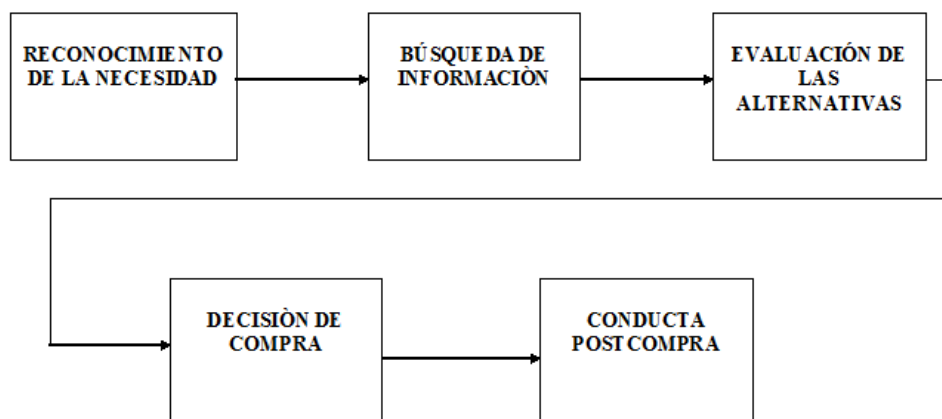 RECONOCIMIENTO
DE LA NECESIDAD
BÚSQUEDA DE
INFORMACIÒN
EVALUACIÓN DE
LAS
ALTERNATIVAS
DECISIÒN DE
COMPRA
CONDUCTA
POSTCOMPRA